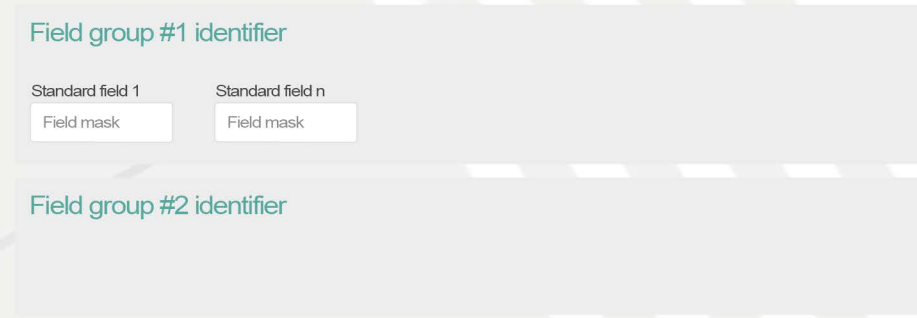 Field group #1 identifier
Standard field 1 Standard field n
Field mask Field mask
Field group #2 identifier